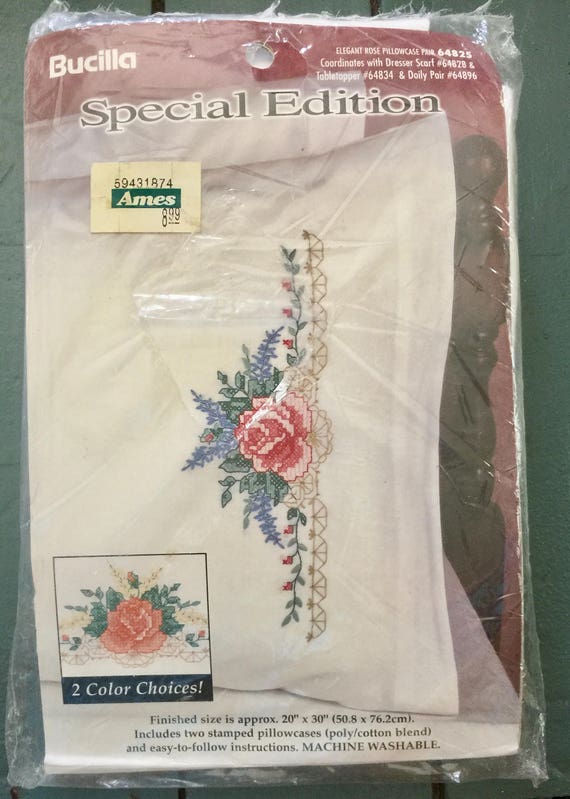 Bucilla
ELEGANT ROSE PILLOWCASE PAIR 64825
Coordinates with Dresser Scarf #64828 &
Tabletopper #64834 & Doily Pair #64896
Special Edition
59431874
Ames
8.99
2 Color Choices!
Finished size is approx. 20" x 30" (50.8 x 76.2cm).
Includes two stamped pillowcases (poly/cotton blend)
and easy-to-follow instructions. MACHINE WASHABLE.